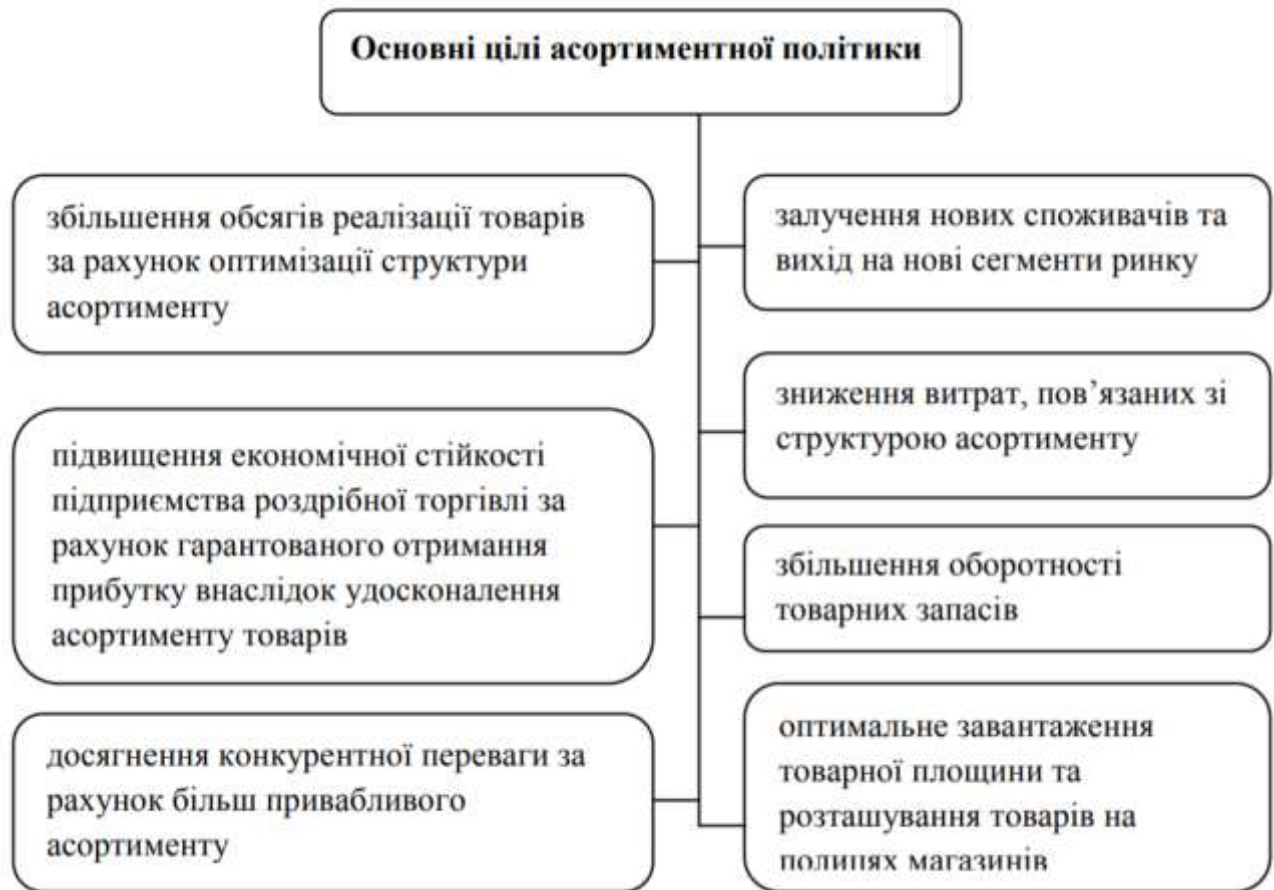 Основні цілі асортиментної політики
збільшення обсягів реалізації товарів
за рахунок оптимізації структури
асортименту
підвищення економічної стійкості
підприємства роздрібної торгівлі за
рахунок гарантованого отримання
прибутку внаслідок удосконалення
асортименту товарів
досягнення конкурентної переваги за
рахунок більш привабливого
асортименту
залучення нових споживачів та
вихід на нові сегменти ринку
зниження витрат, пов’язаних зі
структурою асортименту
збільшення оборотності
товарних запасів
оптимальне завантаження
товарної площини та
розташування товарів на
полицях магазинів